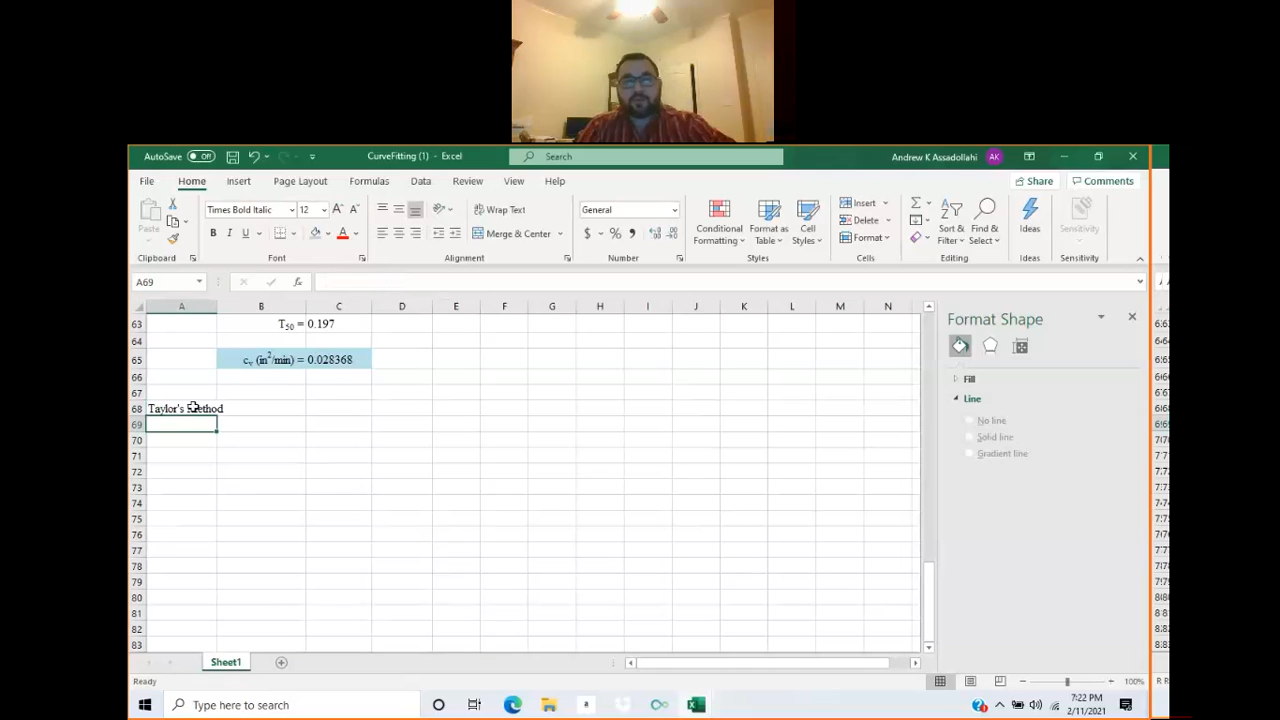 AutoSave Off CurveFitting (1) - Excel Search Andrew K Assadollahi AK
File Home Insert Page Layout Formulas Data Review View Help Share Comments
Times Bold Italic 12 A A Wrap Text General Insert
Paste B I U A Merge & Center $ % Conditional Formatting Format as Table Cell Styles Delete Format Sort & Filter Find & Select Ideas Sensitivity
Clipboard Font Alignment Number Styles Cells Editing Ideas Sensitivity
A69 fx
A B C D E F G H I J K L M N
Format Shape
63 T50 = 0.197
64
65 cv (in2/min) = 0.028368
66
67
68 Taylor's Method
69
70
71
72
73
74
75
76
77
78
79
80
81
82
83
Fill
Line
No line
Solid line
Gradient line
Sheet1
Ready 100%
Type here to search a 7:22 PM
2/11/2021